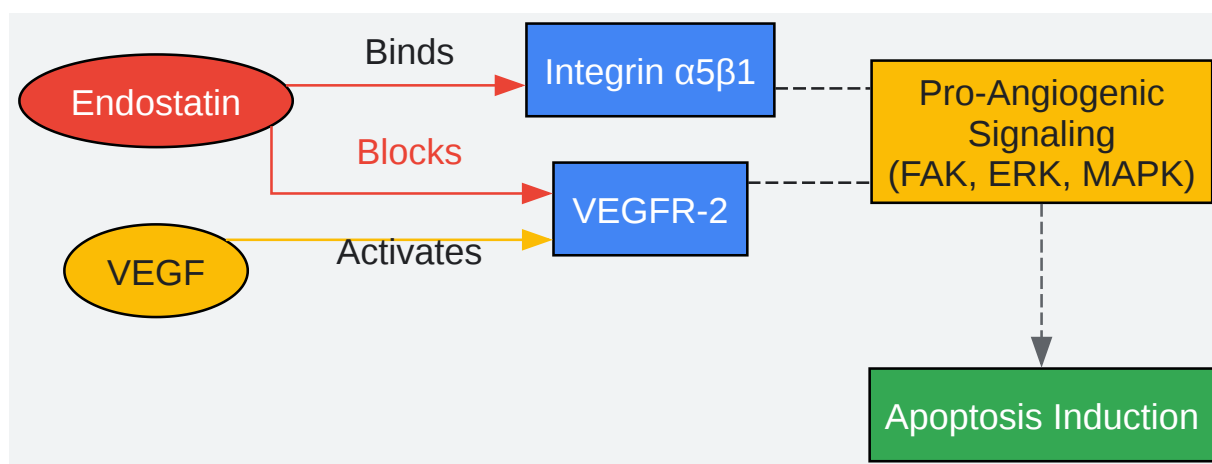 Binds
Integrin α5β1
Endostatin
Pro-Angiogenic
Signaling
(FAK, ERK, MAPK)
Blocks
VEGFR-2
Activates
VEGF
Apoptosis Induction